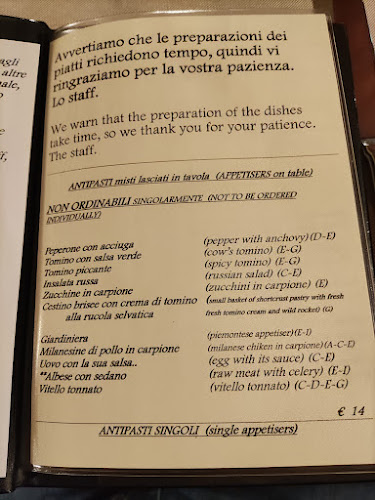 agli
altre
nale,
o
e
ff,
Avvertiamo che le preparazioni dei
piatti richiedono tempo, quindi vi
ringraziamo per la vostra pazienza.
Lo staff.
We warn that the preparation of the dishes
take time, so we thank you for your patience.
The staff.
ANTIPASTI misti lasciati in tavola (APPETISERS on table)
NON ORDINABILI SINGOLARMENTE (NOT TO BE ORDERED
INDIVIDUALLY)
Peperone con acciuga (pepper with anchovy) (D-E)
Tomino con salsa verde (cow's tomino) (E-G)
Tomino piccante (spicy tomino) (E-G)
Insalata russa (russian salad) (C-E)
Zucchine in carpione (zucchini in carpione) (E)
Cestino brisee con crema di tomino (small basket of shortcrust pastry with fresh
alla rucola selvatica fresh tomino cream and wild rocket) (G)
Giardiniera (piemontese appetiser)(E-I)
Milanesine di pollo in carpione (milanese chiken in carpione)(A-C-E)
Uovo con la sua salsa.. (egg with its sauce) (C-E)
**Albese con sedano (raw meat with celery) (E-I)
Vitello tonnato (vitello tonnato) (C-D-E-G)
€ 14
ANTIPASTI SINGOLI (single appetisers)